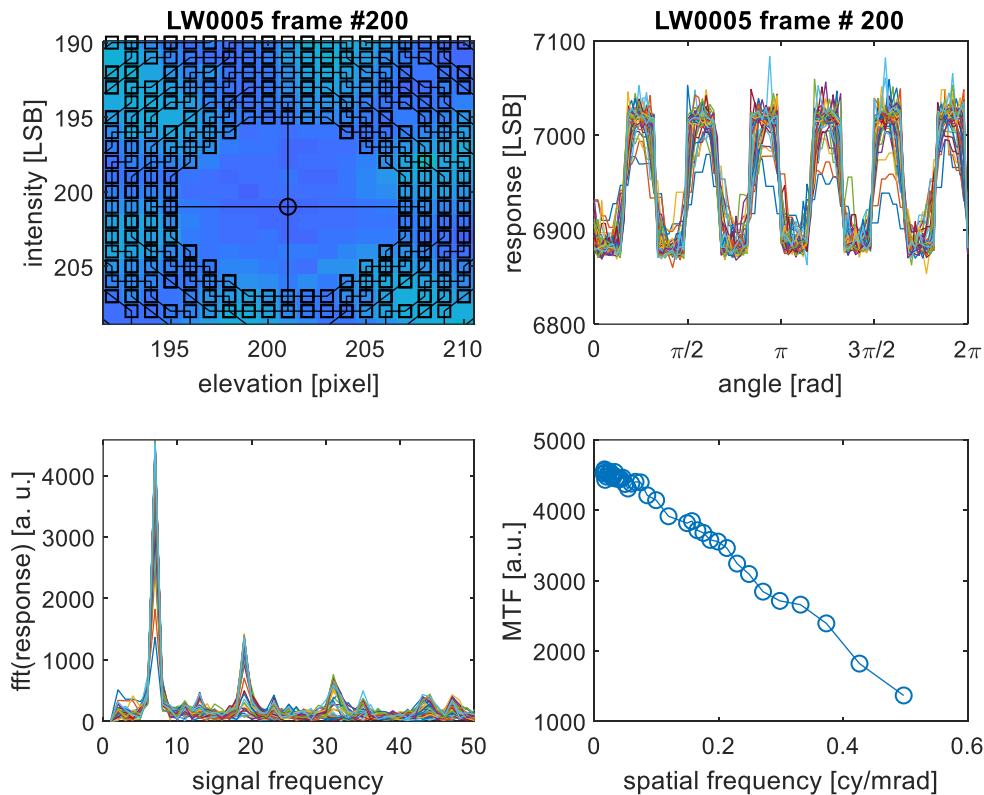 LW0005 frame #200
190
195
200
205
intensity [LSB]
195
200
205
210
elevation [pixel]
LW0005 frame # 200
7100
7000
6900
6800
response [LSB]
0
π/2
π
3π/2
2π
angle [rad]
4000
3000
2000
1000
0
fft(response) [a. u.]
0
10
20
30
40
50
signal frequency
5000
4000
3000
2000
1000
MTF [a.u.]
0
0.2
0.4
0.6
spatial frequency [cy/mrad]